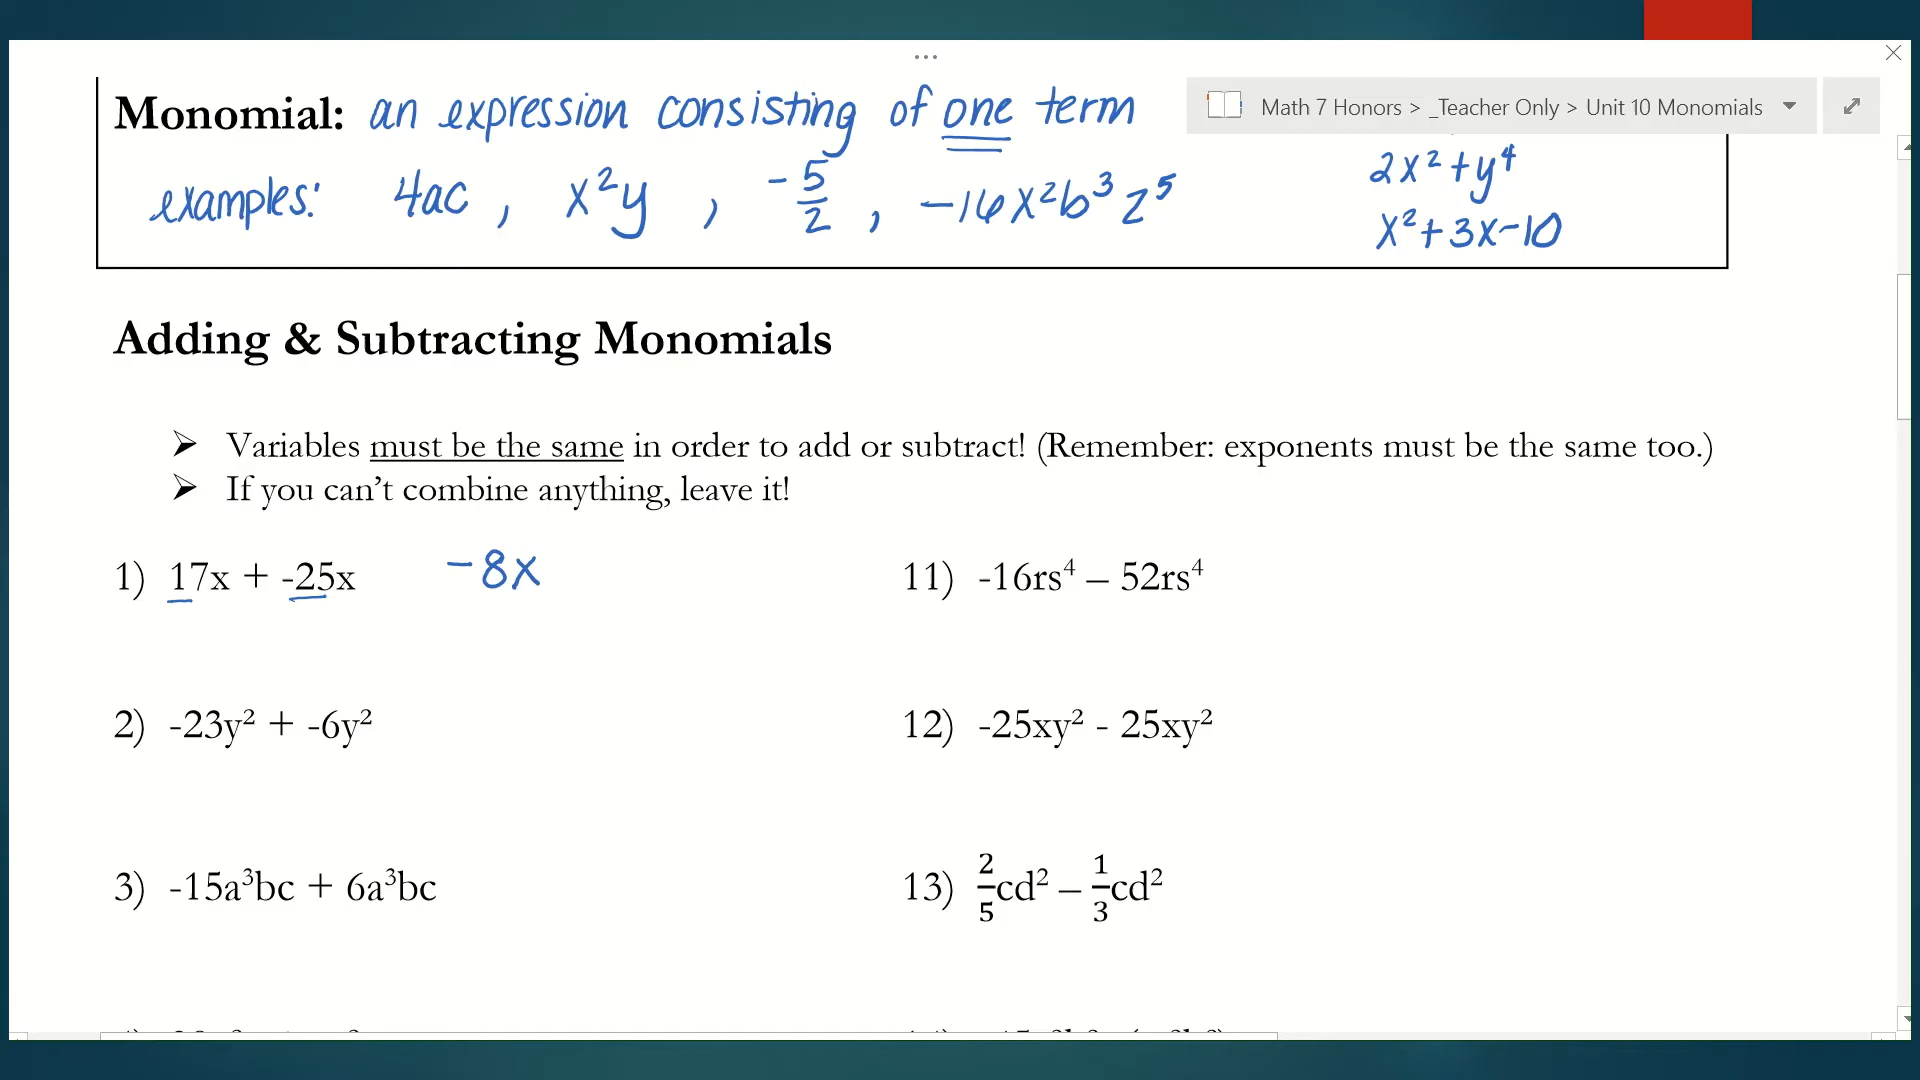 Monomial: an expression consisting of one term
Math 7 Honors > _Teacher Only > Unit 10 Monomials
examples: 4ac , x²y , -5/2 , -16x²b³z⁵
2x² + y⁴
x² + 3x - 10
Adding & Subtracting Monomials
➤ Variables must be the same in order to add or subtract! (Remember: exponents must be the same too.)
➤ If you can’t combine anything, leave it!
1) 17x + -25x -8x
11) -16rs⁴ – 52rs⁴
2) -23y² + -6y²
12) -25xy² - 25xy²
3) -15a³bc + 6a³bc
13) 2/5cd² – 1/3cd²